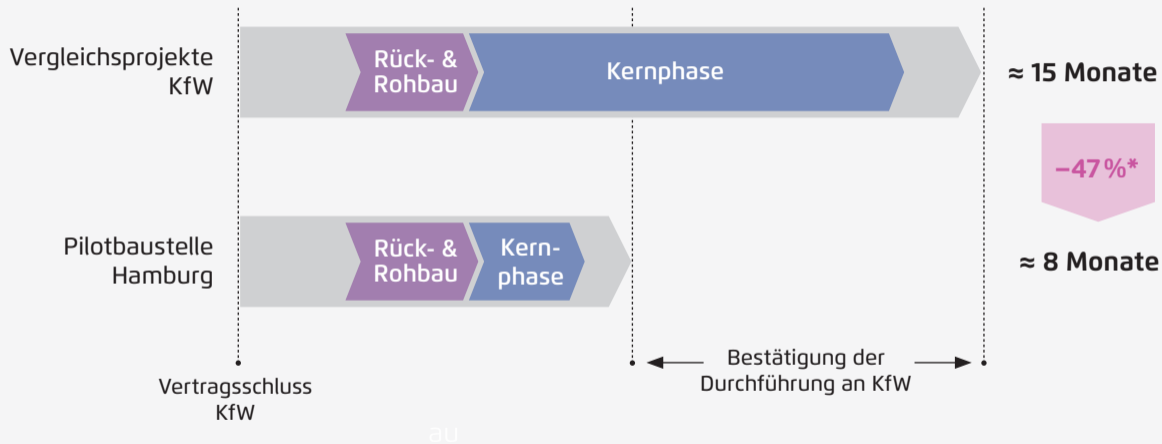 Vergleichsprojekte
KfW
Rück- &
Rohbau
Kernphase
≈ 15 Monate
–47 %*
Pilotbaustelle
Hamburg
Rück- &
Rohbau
Kern-
phase
≈ 8 Monate
Vertragsschluss
KfW
Bestätigung der
Durchführung an KfW
au